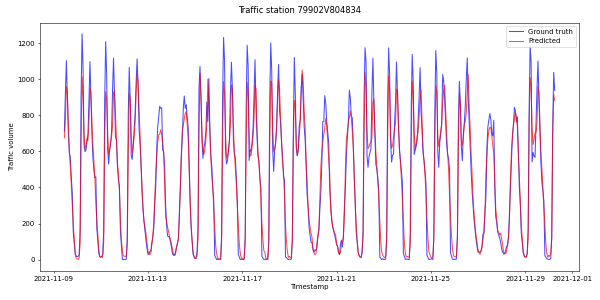 Traffic station 79902V804834
Ground truth
Predicted
Traffic volume
1200
1000
800
600
400
200
0
2021-11-09
2021-11-13
2021-11-17
2021-11-21
2021-11-25
2021-11-29
2021-12-01
Timestamp